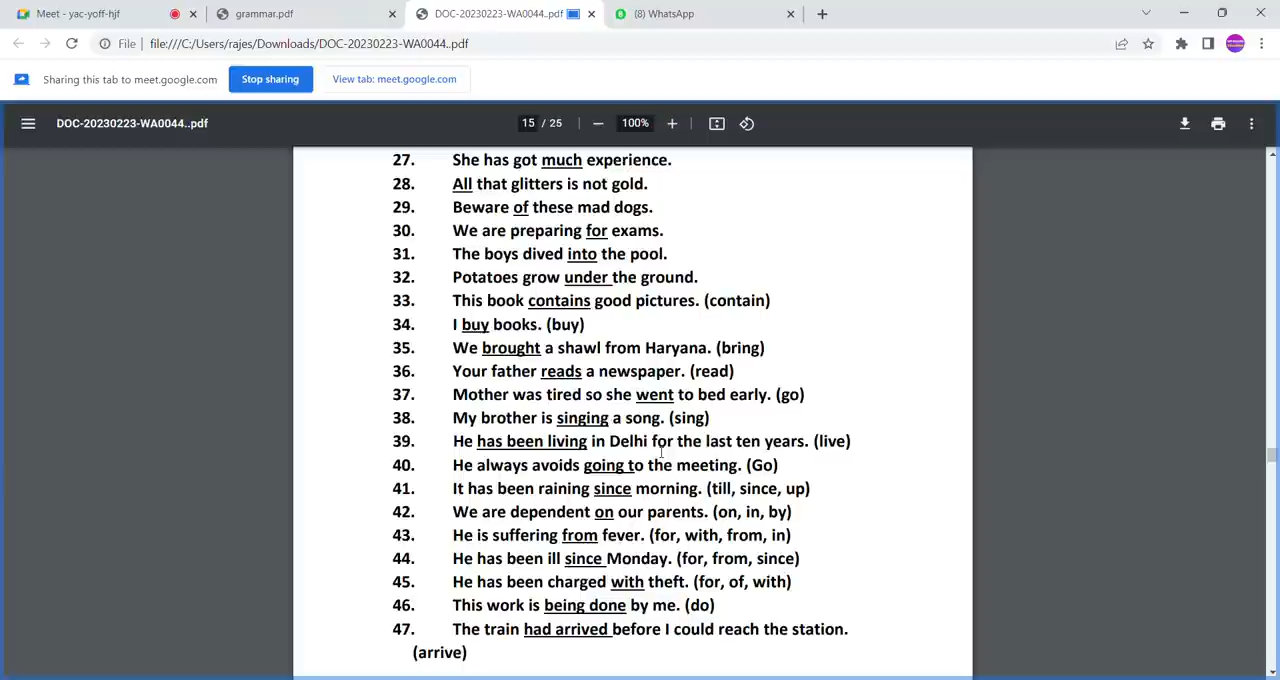 Meet - yac-yoff-hjf
grammar.pdf
DOC-20230223-WA0044..pdf
(8) WhatsApp
File
file:///C:/Users/rajes/Downloads/DOC-20230223-WA0044..pdf
Sharing this tab to meet.google.com
Stop sharing
View tab: meet.google.com
DOC-20230223-WA0044..pdf
15 / 25
100%
27. She has got much experience.
28. All that glitters is not gold.
29. Beware of these mad dogs.
30. We are preparing for exams.
31. The boys dived into the pool.
32. Potatoes grow under the ground.
33. This book contains good pictures. (contain)
34. I buy books. (buy)
35. We brought a shawl from Haryana. (bring)
36. Your father reads a newspaper. (read)
37. Mother was tired so she went to bed early. (go)
38. My brother is singing a song. (sing)
39. He has been living in Delhi for the last ten years. (live)
40. He always avoids going to the meeting. (Go)
41. It has been raining since morning. (till, since, up)
42. We are dependent on our parents. (on, in, by)
43. He is suffering from fever. (for, with, from, in)
44. He has been ill since Monday. (for, from, since)
45. He has been charged with theft. (for, of, with)
46. This work is being done by me. (do)
47. The train had arrived before I could reach the station.
(arrive)